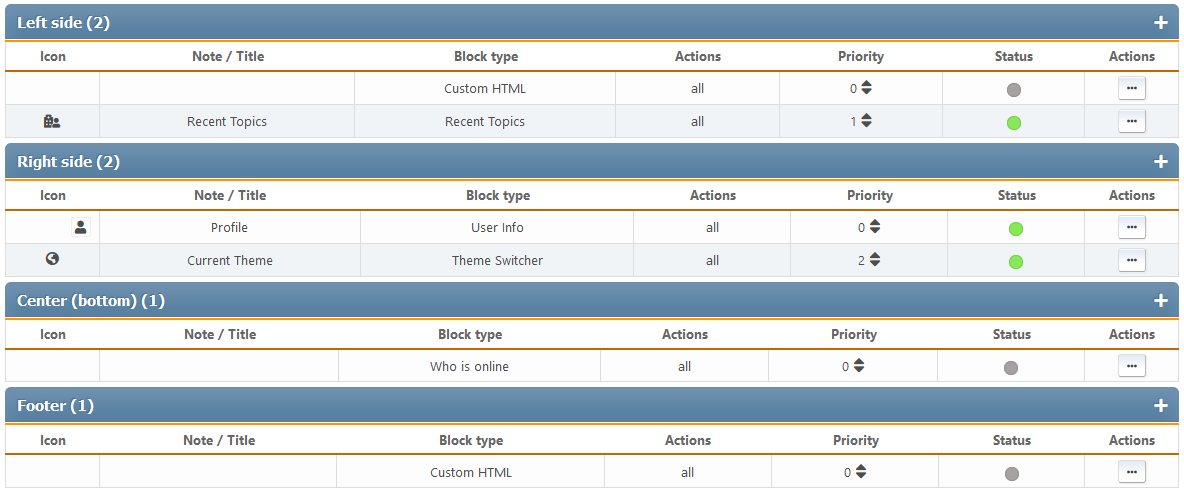 Left side (2)
Icon Note / Title Block type Actions Priority Status Actions
Custom HTML all 0
Recent Topics Recent Topics all 1
Right side (2)
Icon Note / Title Block type Actions Priority Status Actions
Profile User Info all 0
Current Theme Theme Switcher all 2
Center (bottom) (1)
Icon Note / Title Block type Actions Priority Status Actions
Who is online all 0
Footer (1)
Icon Note / Title Block type Actions Priority Status Actions
Custom HTML all 0